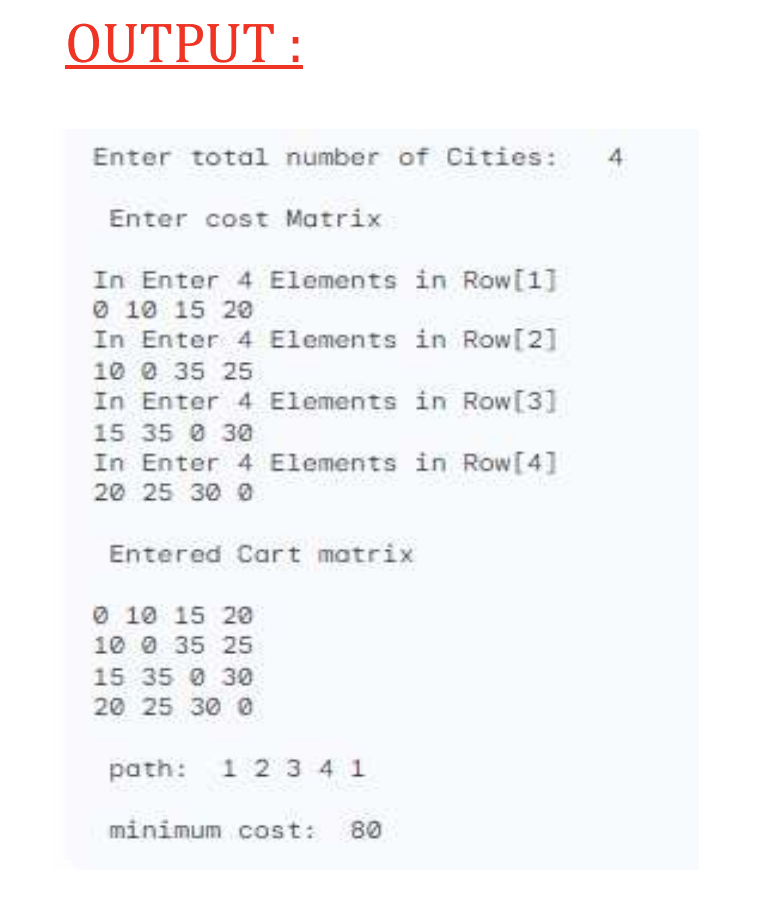 OUTPUT :
Enter total number of Cities: 4
Enter cost Matrix
In Enter 4 Elements in Row[1]
0 10 15 20
In Enter 4 Elements in Row[2]
10 0 35 25
In Enter 4 Elements in Row[3]
15 35 0 30
In Enter 4 Elements in Row[4]
20 25 30 0
Entered Cart matrix
0 10 15 20
10 0 35 25
15 35 0 30
20 25 30 0
path: 1 2 3 4 1
minimum cost: 80